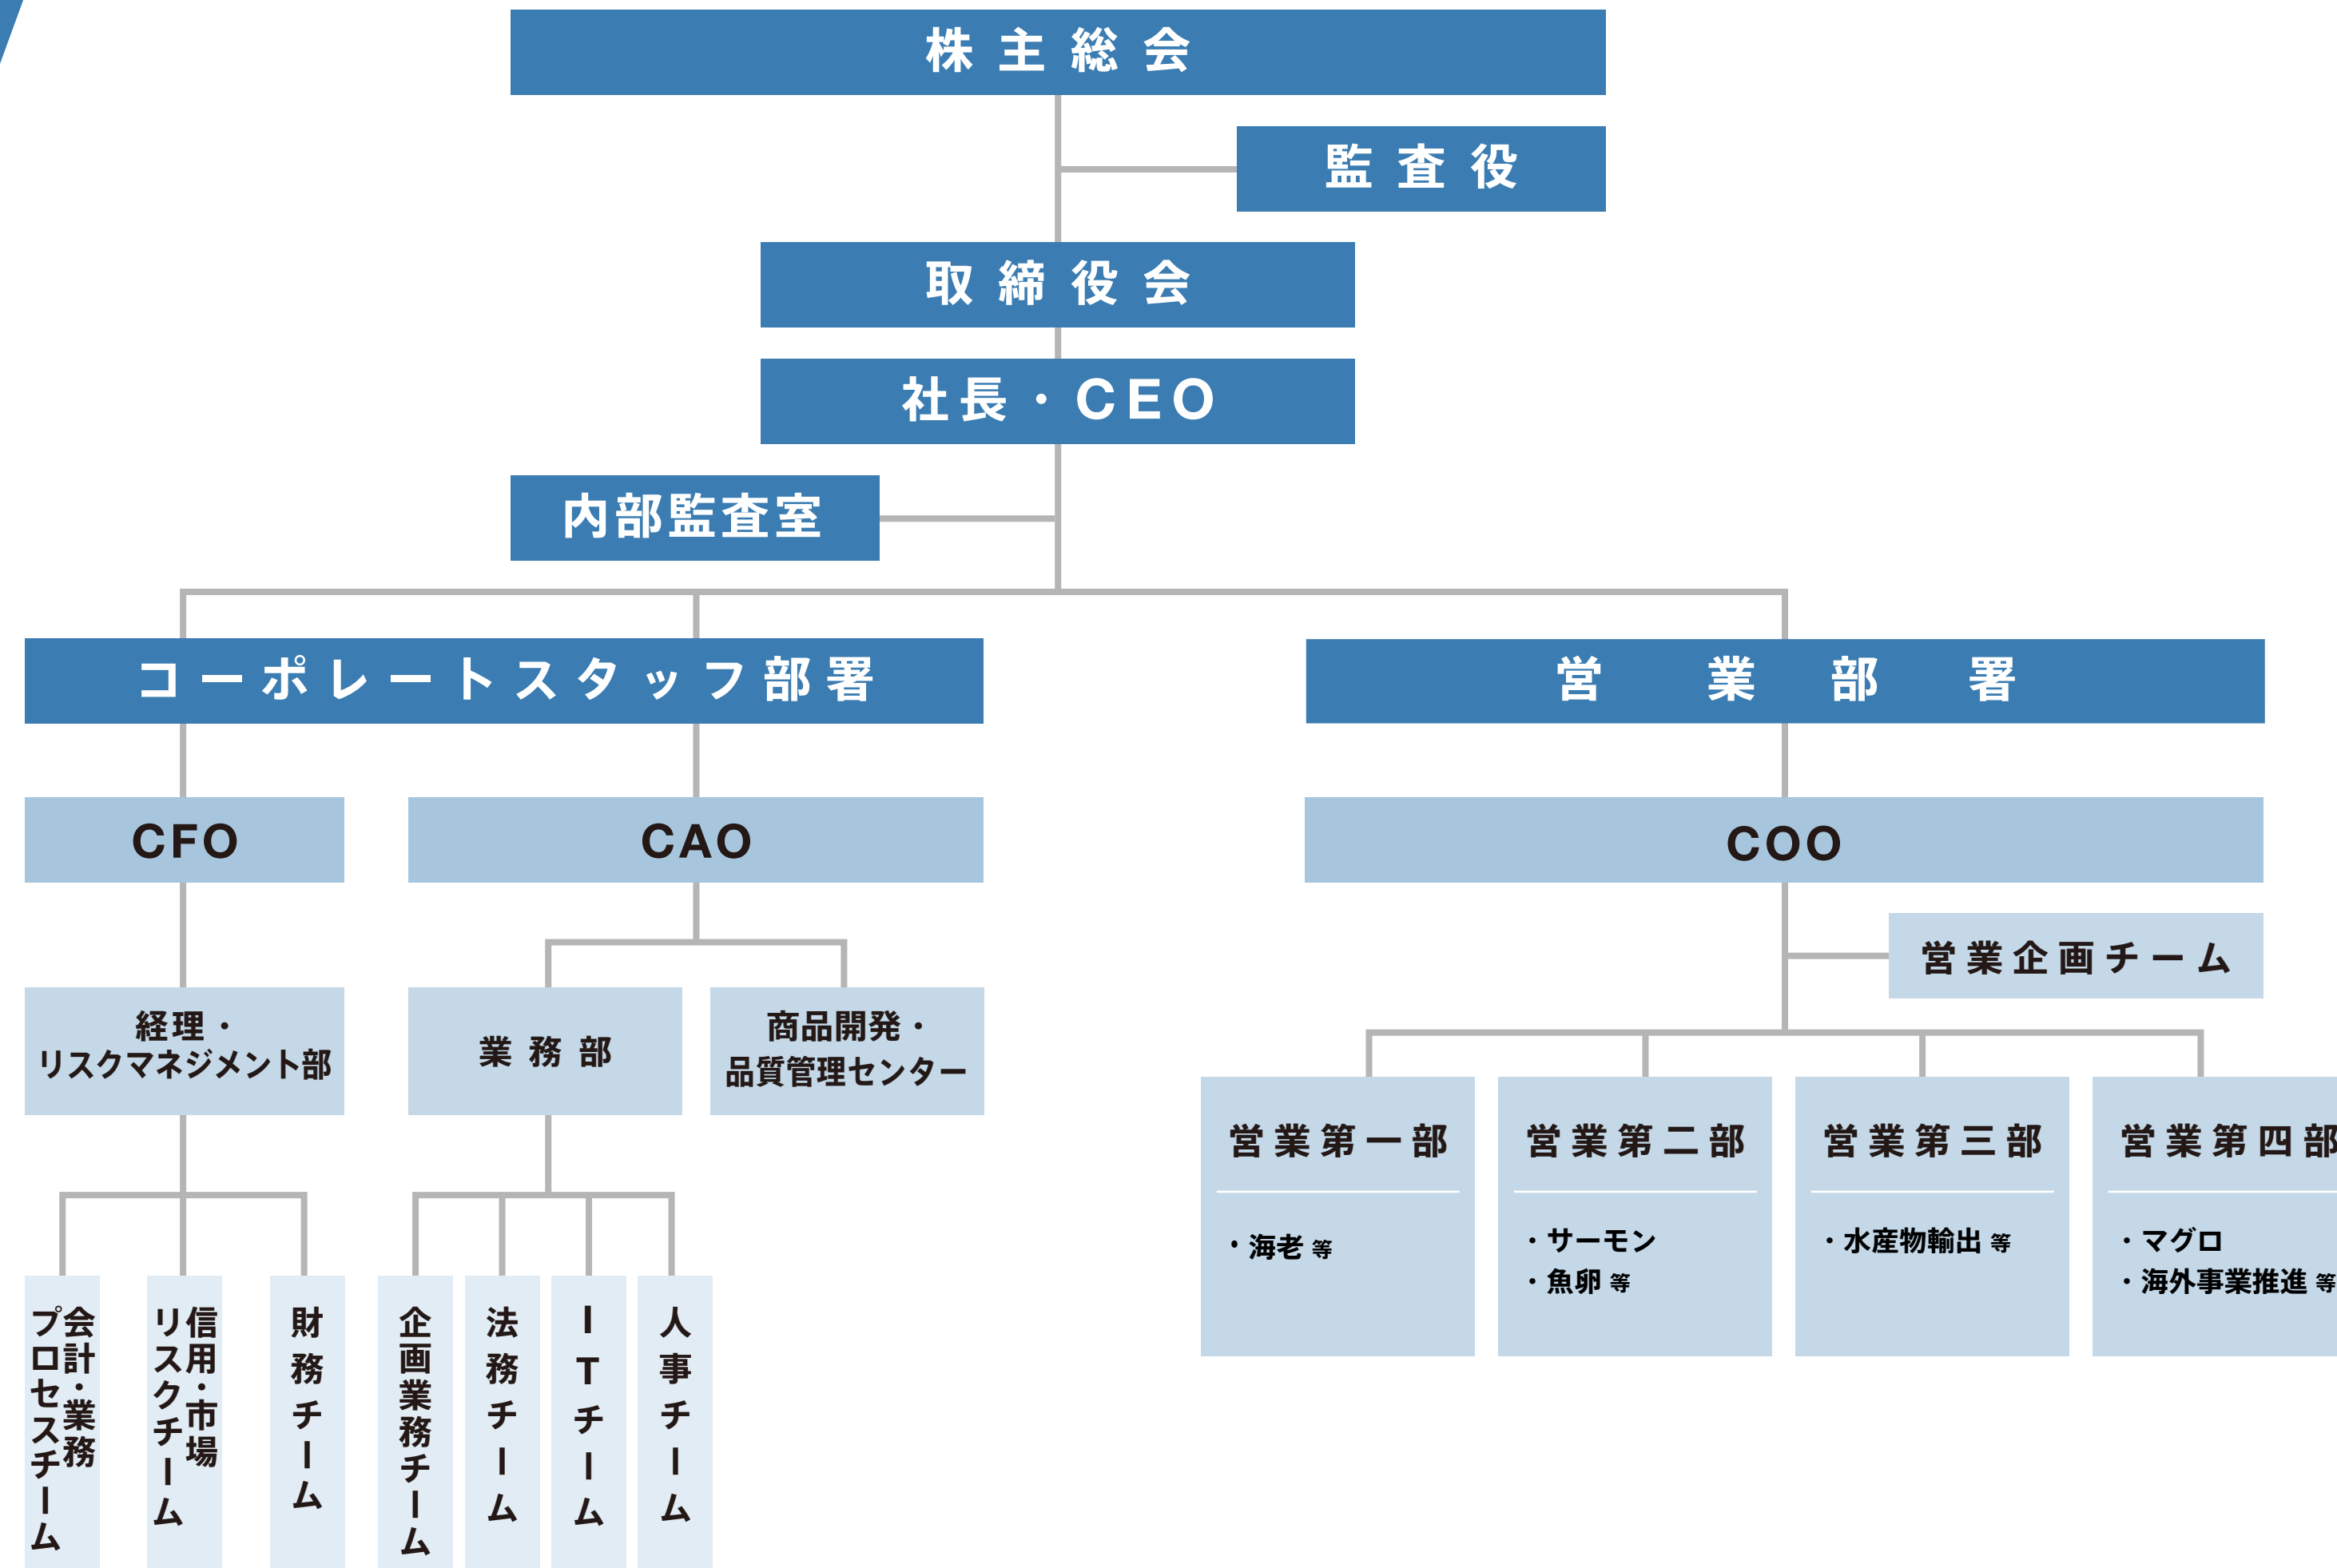 株主総会
監査役
取締役会
社長・CEO
内部監査室
コーポレートスタッフ部署
営業部署
CFO
CAO
COO
営業企画チーム
経理・
リスクマネジメント部
業務部
商品開発・
品質管理センター
営業第一部
・海老 等
営業第二部
・サーモン
・魚卵 等
営業第三部
・水産物輸出 等
営業第四部
・マグロ
・海外事業推進 等
会計・業務
プロセスチーム
信用・市場
リスクチーム
財務チーム
企画業務チーム
法務チーム
ITチーム
人事チーム